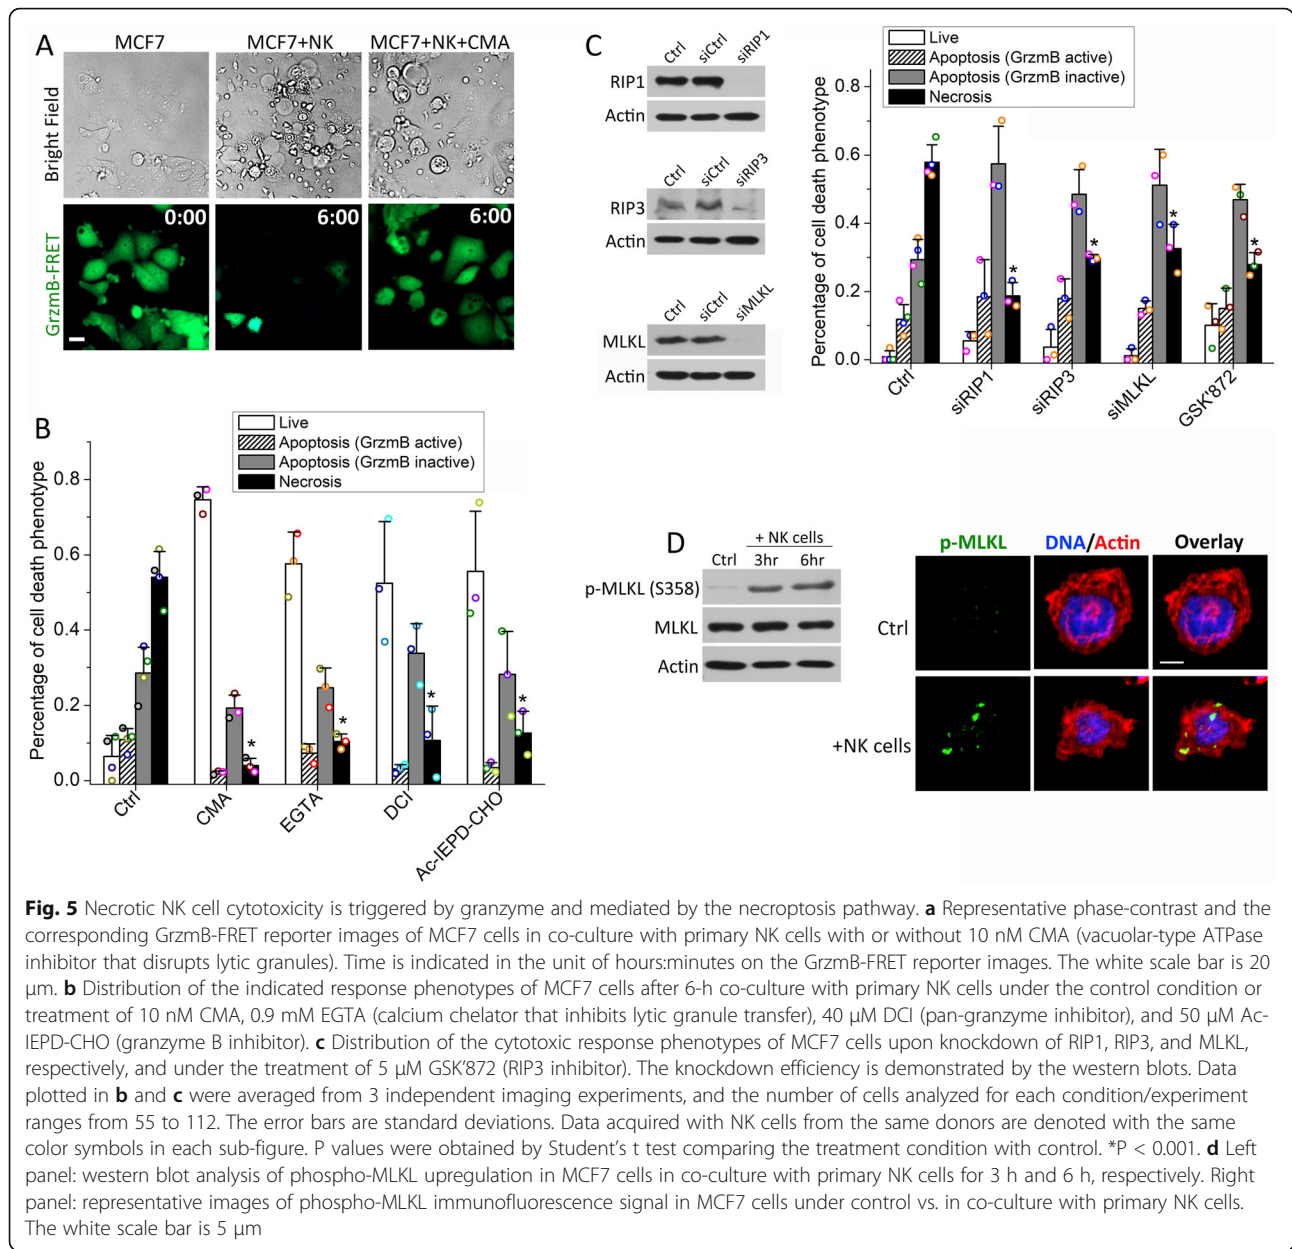 A
MCF7 MCF7+NK MCF7+NK+CMA
Bright Field
GrzmB-FRET
0:00 6:00 6:00
B
Live
Apoptosis (GrzmB active)
Apoptosis (GrzmB inactive)
Necrosis
Percentage of cell death phenotype
0.8
0.6
0.4
0.2
0.0
* * * *
Ctrl CMA EGTA DCI Ac-IEPD-CHO
C
Ctrl siCtrl siRIP1
RIP1
Actin
Ctrl siCtrl siRIP3
RIP3
Actin
Ctrl siCtrl siMLKL
MLKL
Actin
Live
Apoptosis (GrzmB active)
Apoptosis (GrzmB inactive)
Necrosis
Percentage of cell death phenotype
0.8
0.6
0.4
0.2
0.0
* * * *
Ctrl siRIP1 siRIP3 siMLKL GSK'872
D
+ NK cells
Ctrl 3hr 6hr
p-MLKL (S358)
MLKL
Actin
p-MLKL DNA/Actin Overlay
Ctrl
+NK cells
Fig. 5 Necrotic NK cell cytotoxicity is triggered by granzyme and mediated by the necroptosis pathway. a Representative phase-contrast and the
corresponding GrzmB-FRET reporter images of MCF7 cells in co-culture with primary NK cells with or without 10 nM CMA (vacuolar-type ATPase
inhibitor that disrupts lytic granules). Time is indicated in the unit of hours:minutes on the GrzmB-FRET reporter images. The white scale bar is 20
μm. b Distribution of the indicated response phenotypes of MCF7 cells after 6-h co-culture with primary NK cells under the control condition or
treatment of 10 nM CMA, 0.9 mM EGTA (calcium chelator that inhibits lytic granule transfer), 40 μM DCI (pan-granzyme inhibitor), and 50 μM Ac-
IEPD-CHO (granzyme B inhibitor). c Distribution of the cytotoxic response phenotypes of MCF7 cells upon knockdown of RIP1, RIP3, and MLKL,
respectively, and under the treatment of 5 μM GSK'872 (RIP3 inhibitor). The knockdown efficiency is demonstrated by the western blots. Data
plotted in b and c were averaged from 3 independent imaging experiments, and the number of cells analyzed for each condition/experiment
ranges from 55 to 112. The error bars are standard deviations. Data acquired with NK cells from the same donors are denoted with the same
color symbols in each sub-figure. P values were obtained by Student's t test comparing the treatment condition with control. *P < 0.001. d Left
panel: western blot analysis of phospho-MLKL upregulation in MCF7 cells in co-culture with primary NK cells for 3 h and 6 h, respectively. Right
panel: representative images of phospho-MLKL immunofluorescence signal in MCF7 cells under control vs. in co-culture with primary NK cells.
The white scale bar is 5 μm